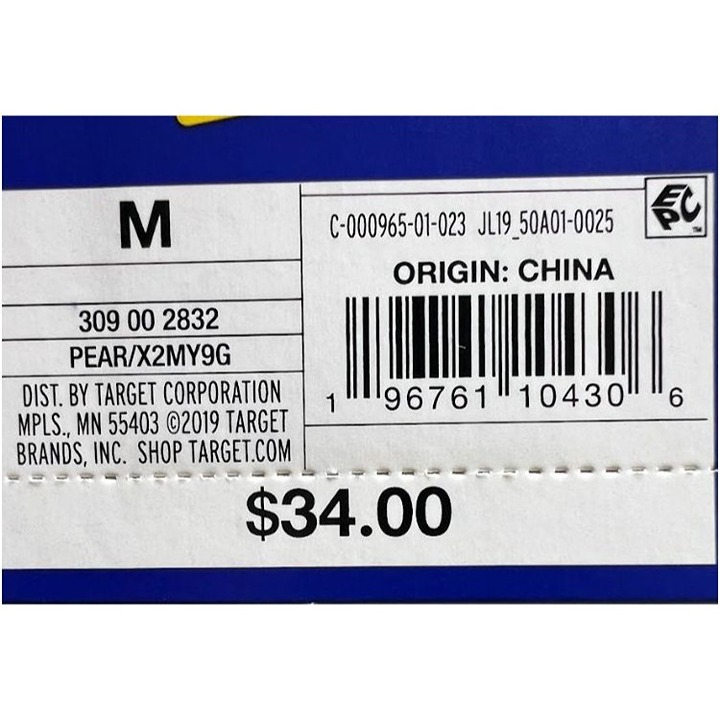 M
309 00 2832
PEAR/X2MY9G
DIST. BY TARGET CORPORATION
MPLS., MN 55403 ©2019 TARGET
BRANDS, INC. SHOP TARGET.COM
C-000965-01-023 JL19_50A01-0025
EPC™
ORIGIN: CHINA
1 96761 10430 6
$34.00